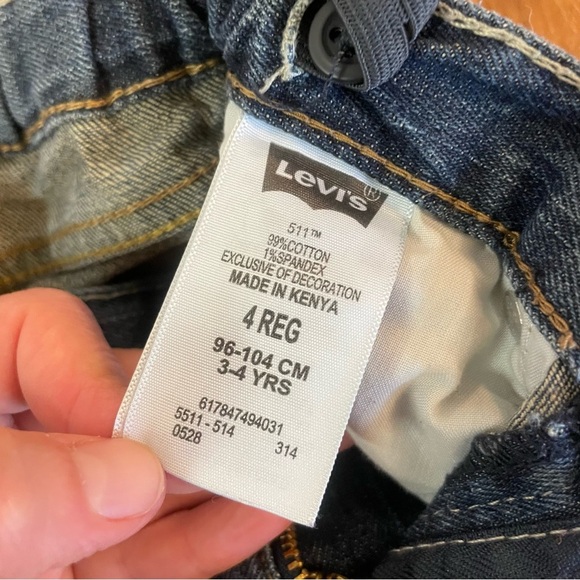 Levi's®
511™
99%COTTON
1%SPANDEX
EXCLUSIVE OF DECORATION
MADE IN KENYA
4 REG
96-104 CM
3-4 YRS
617847494031
5511 - 514
0528 314